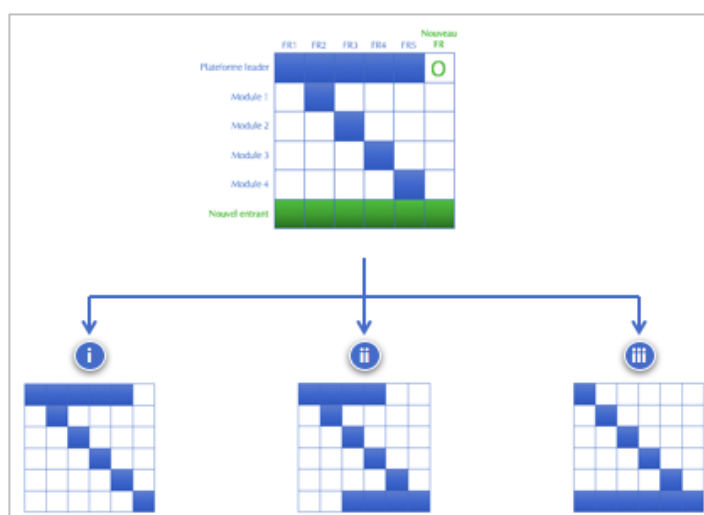 Nouveau
FR1 FR2 FR3 FR4 FR5 FR
Plateforme leader O
Module 1
Module 2
Module 3
Module 4
Nouvel entrant
i ii iii